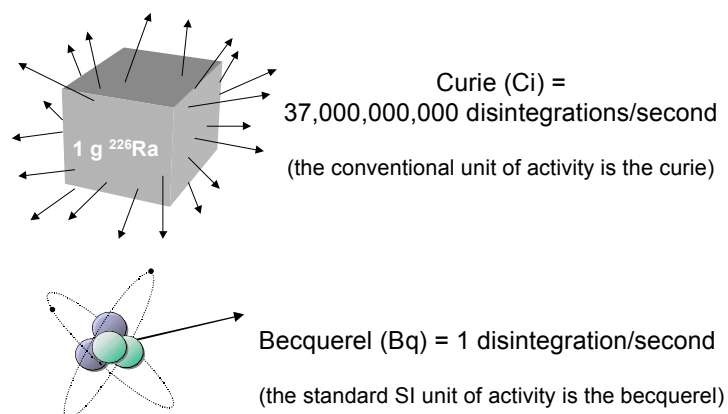 Curie (Ci) =
37,000,000,000 disintegrations/second
1 g ²²⁶Ra
(the conventional unit of activity is the curie)
Becquerel (Bq) = 1 disintegration/second
(the standard SI unit of activity is the becquerel)